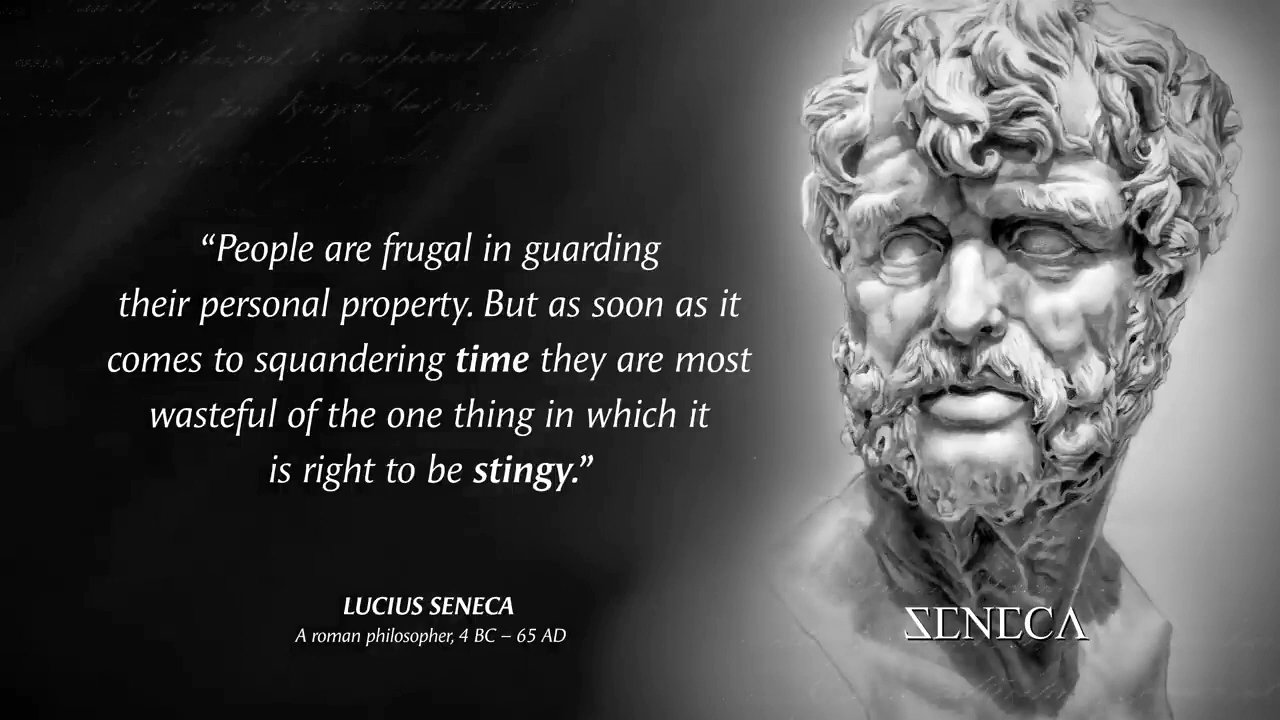 “People are frugal in guarding
their personal property. But as soon as it
comes to squandering time they are most
wasteful of the one thing in which it
is right to be stingy.”
LUCIUS SENECA
A roman philosopher, 4 BC – 65 AD
SENECA